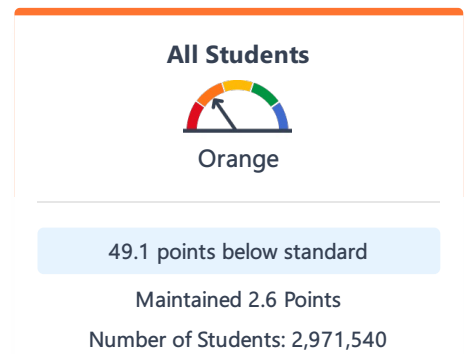 All Students
Orange
49.1 points below standard
Maintained 2.6 Points
Number of Students: 2,971,540